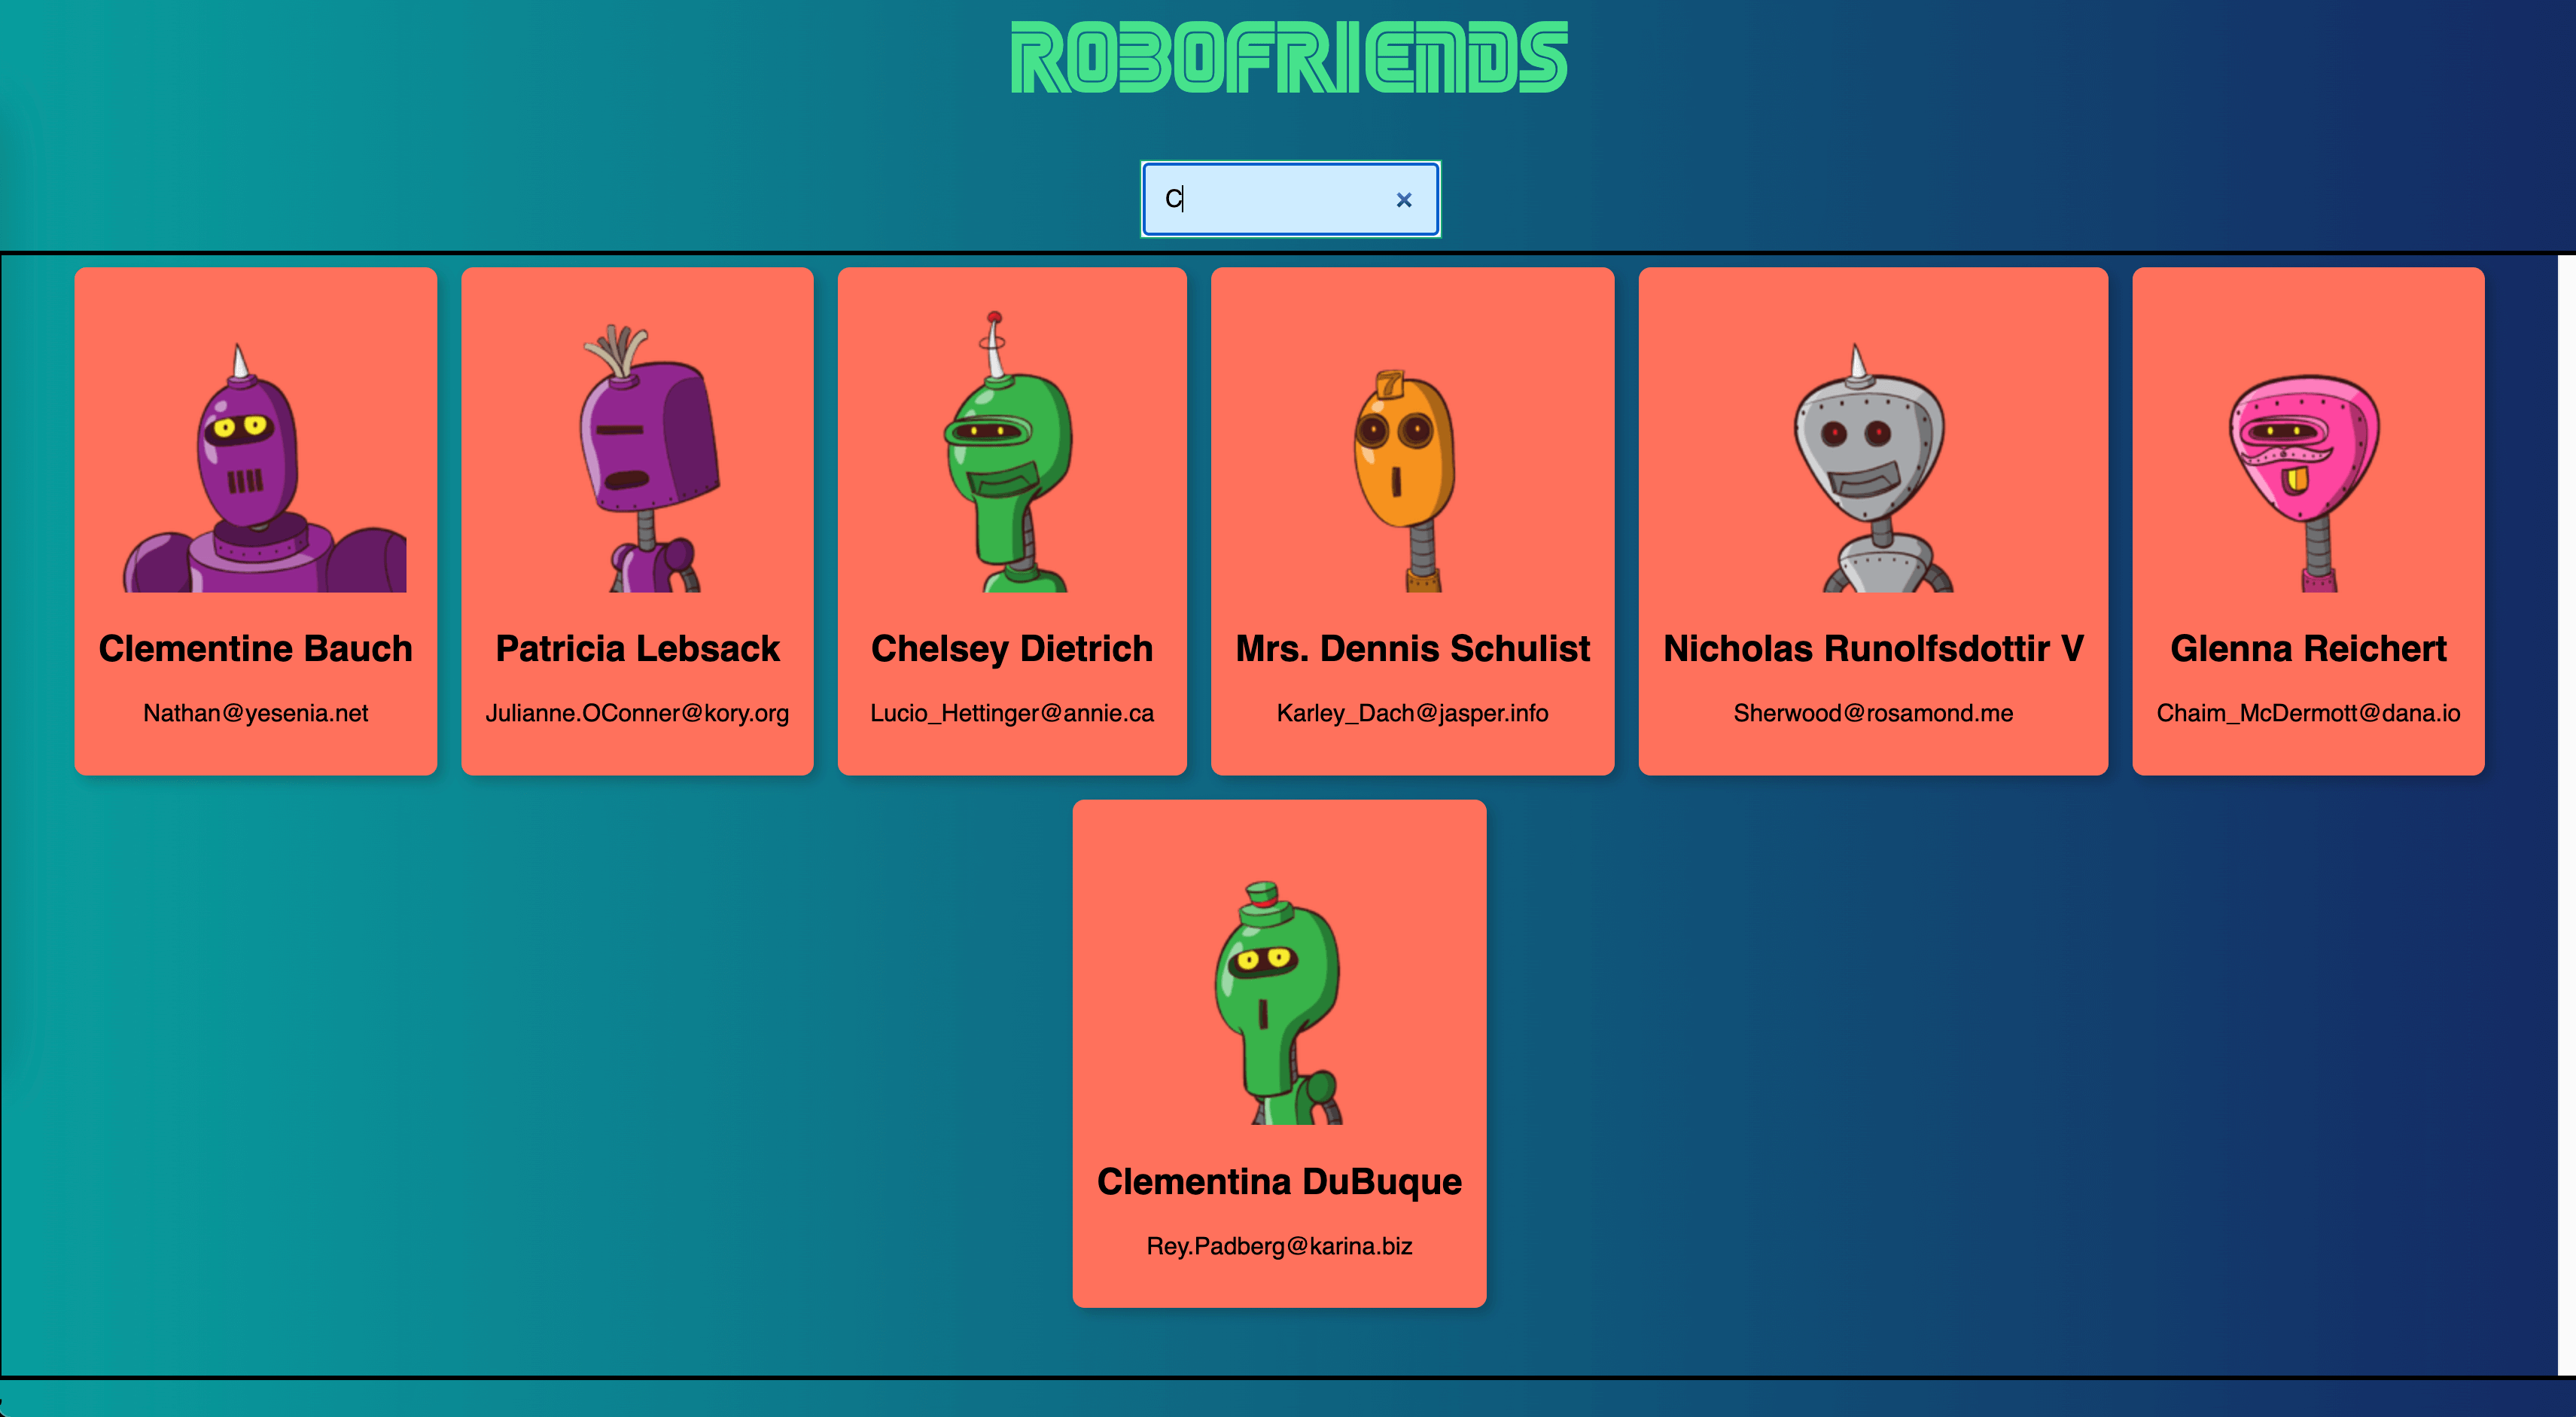 ROBOFRIENDS
C
7
Clementine Bauch
Nathan@yesenia.net
Patricia Lebsack
Julianne.OConner@kory.org
Chelsey Dietrich
Lucio_Hettinger@annie.ca
Mrs. Dennis Schulist
Karley_Dach@jasper.info
Nicholas Runolfsdottir V
Sherwood@rosamond.me
Glenna Reichert
Chaim_McDermott@dana.io
Clementina DuBuque
Rey.Padberg@karina.biz